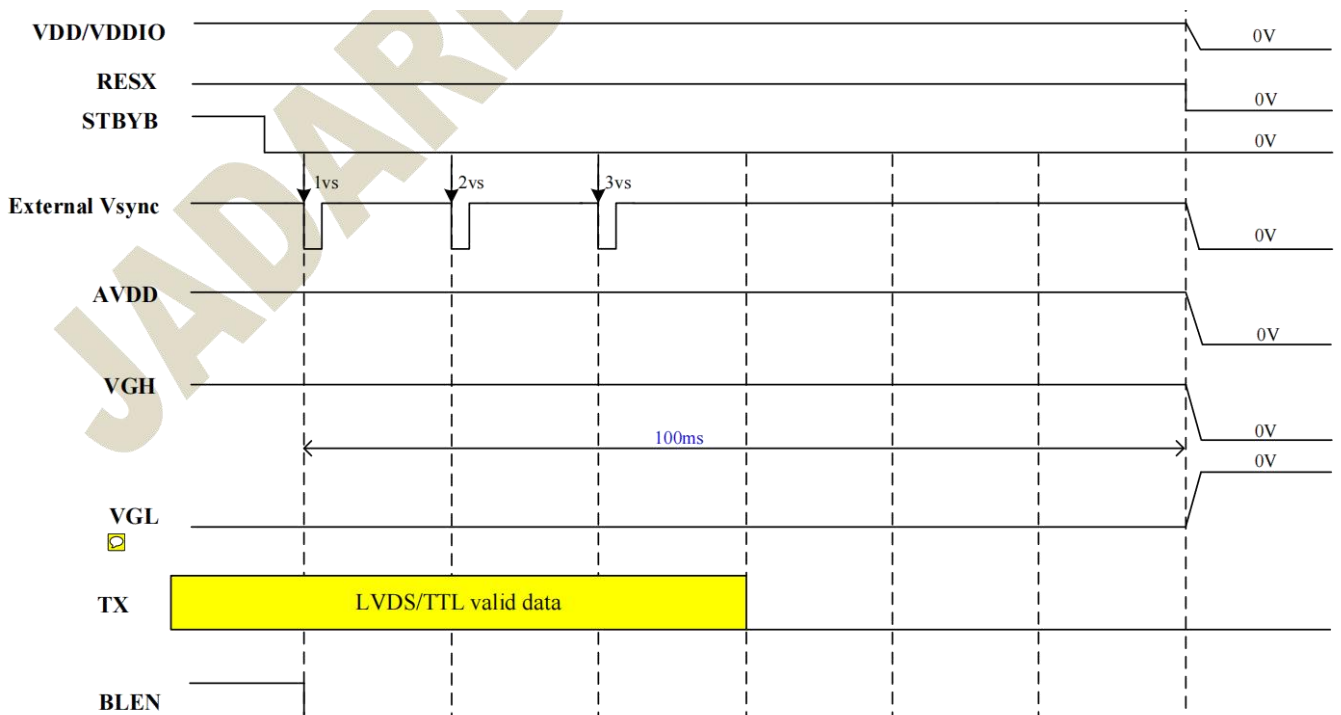 VDD/VDDIO
0V
RESX
0V
STBYB
0V
1vs 2vs 3vs
External Vsync
0V
AVDD
0V
VGH
0V
100ms
0V
VGL
TX
LVDS/TTL valid data
BLEN